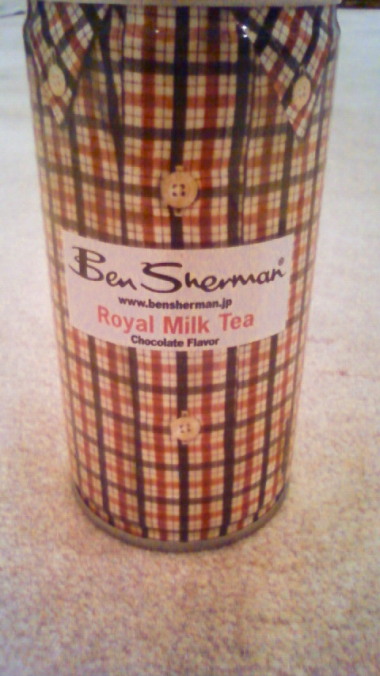 Ben Sherman®
www.bensherman.jp
Royal Milk Tea
Chocolate Flavor